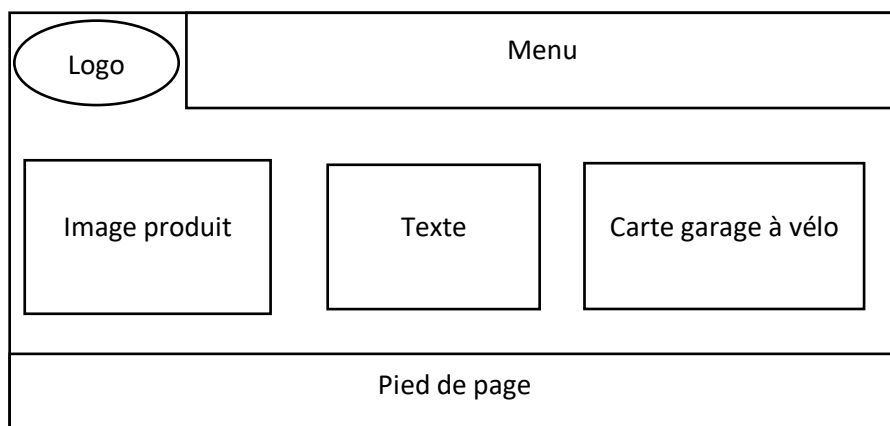 Logo
Menu
Image produit
Texte
Carte garage à vélo
Pied de page